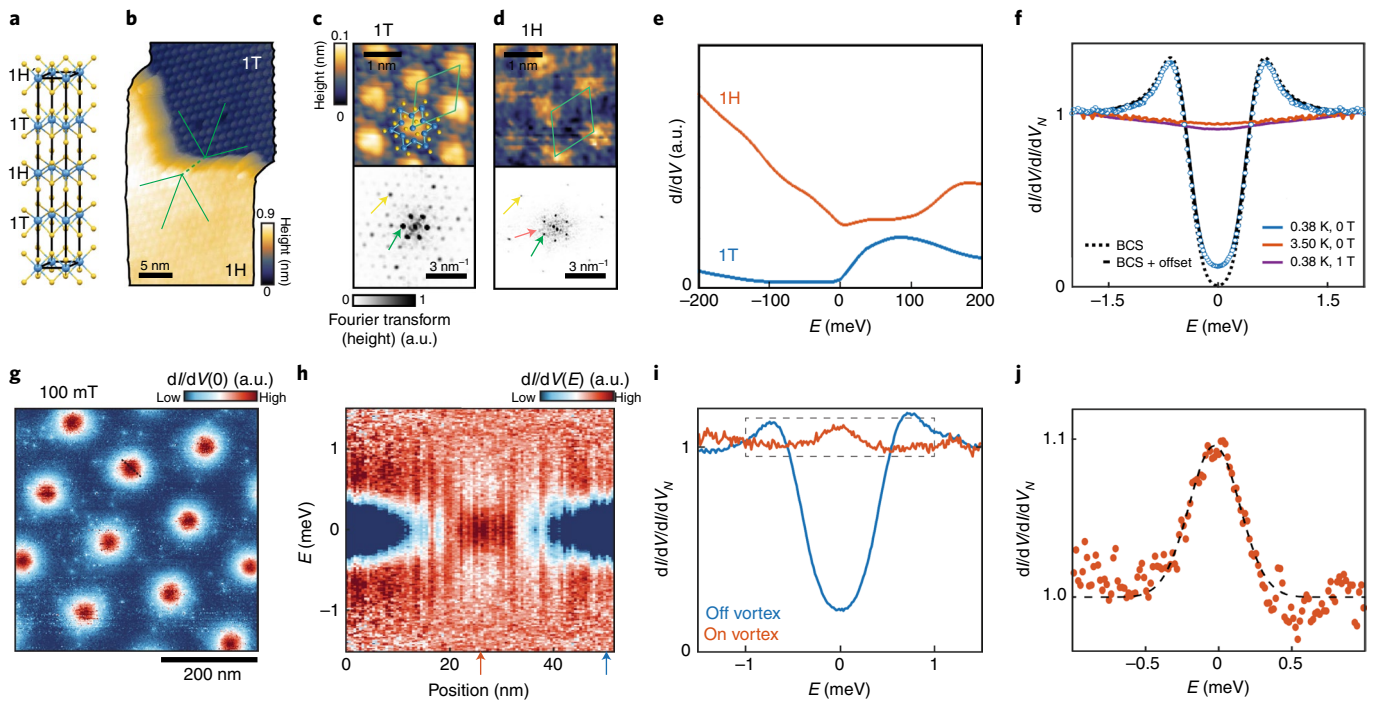 a
1H
1T
1H
1T
b
1T
5 nm
1H
0.6
Height (nm)
0
c
1T
0.1
Height (nm)
0
1 nm
3 nm⁻¹
0
1
Fourier transform
(height) (a.u.)
d
1H
1 nm
3 nm⁻¹
e
dI/dV (a.u.)
1H
1T
0
−200
−100
0
100
200
E (meV)
f
dI/dV/dI/dV_N
1
0
BCS
BCS + offset
0.38 K, 0 T
3.50 K, 0 T
0.38 K, 1 T
−1.5
0
1.5
E (meV)
g
100 mT
dI/dV(0) (a.u.)
Low
High
200 nm
h
dI/dV(E) (a.u.)
Low
High
E (meV)
1
0
−1
0
20
40
Position (nm)
i
dI/dV/dI/dV_N
1
0
Off vortex
On vortex
−1
0
1
E (meV)
j
dI/dV/dI/dV_N
1.1
1.0
−0.5
0
0.5
E (meV)